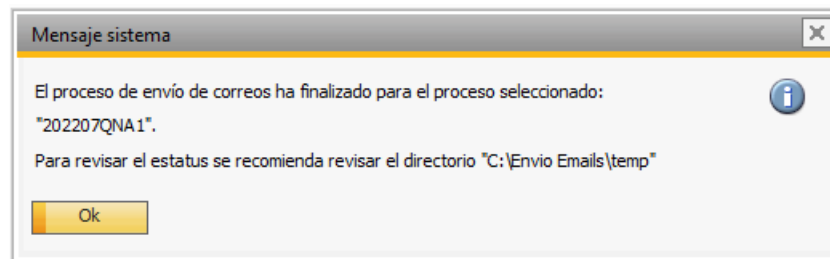 Mensaje sistema
El proceso de envío de correos ha finalizado para el proceso seleccionado:
"202207QNA1".
Para revisar el estatus se recomienda revisar el directorio "C:\Envio Emails\temp"
Ok